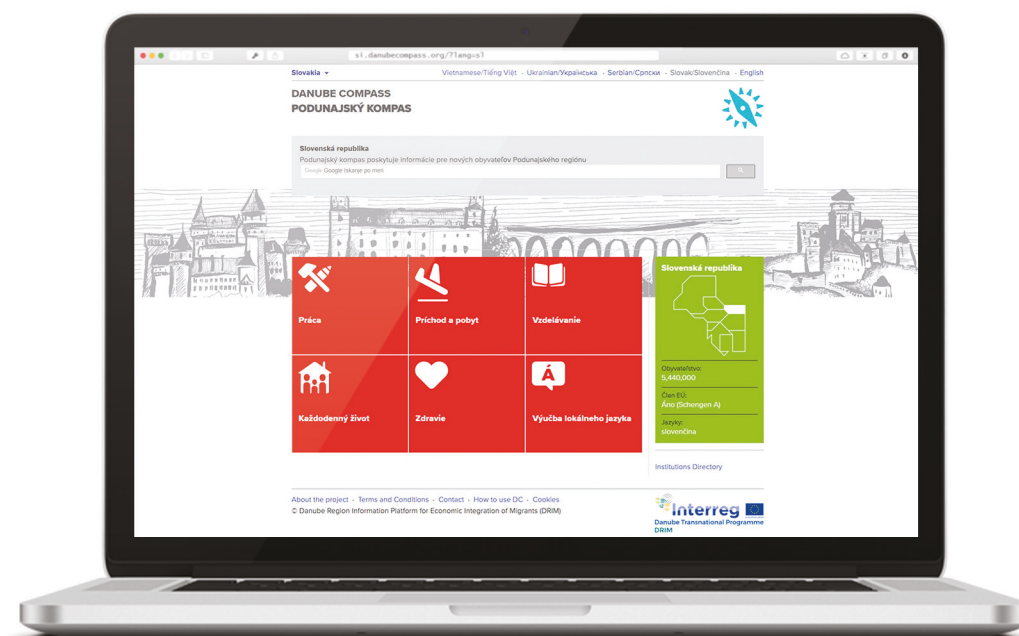 si.danubecompass.org/?lang=sl
Slovakia
Vietnamese/Tiếng Việt - Ukrainian/Українська - Serbian/Српски - Slovak/Slovenčina - English
DANUBE COMPASS
PODUNAJSKÝ KOMPAS
Slovenská republika
Podunajský kompas poskytuje informácie pre nových obyvateľov Podunajského regiónu
Google Google Iskanje po meni
Práca
Príchod a pobyt
Vzdelávanie
Každodenný život
Zdravie
Á
Výučba lokálneho jazyka
Slovenská republika
Obyvateľstvo:
5,440,000
Člen EÚ:
Áno (Schengen A)
Jazyky:
slovenčina
Institutions Directory
About the project - Terms and Conditions - Contact - How to use DC - Cookies
© Danube Region Information Platform for Economic Integration of Migrants (DRIM)
Interreg
Danube Transnational Programme
DRIM